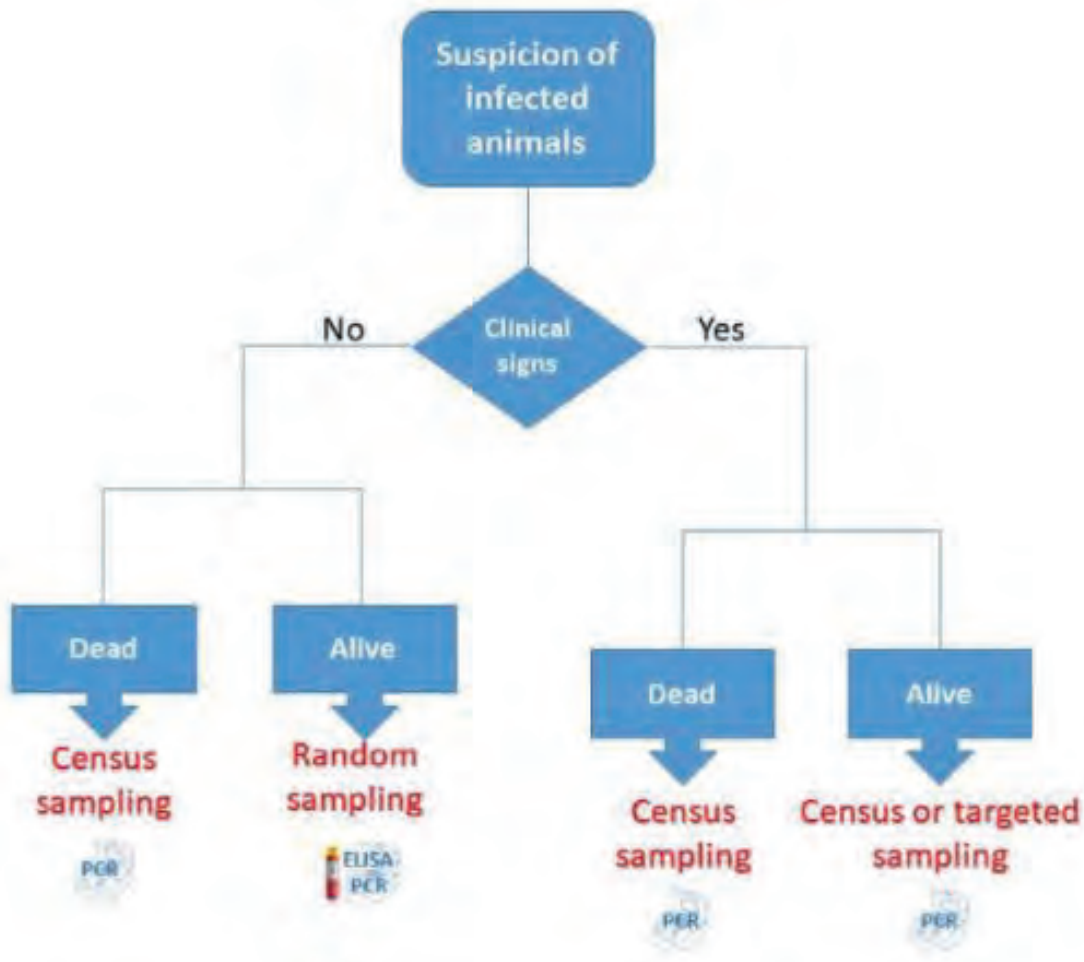 Suspicion of
infected
animals
Clinical
signs
No
Yes
Dead
Alive
Census
sampling
PCR
Random
sampling
ELISA
PCR
Dead
Alive
Census
sampling
PCR
Census or targeted
sampling
PCR